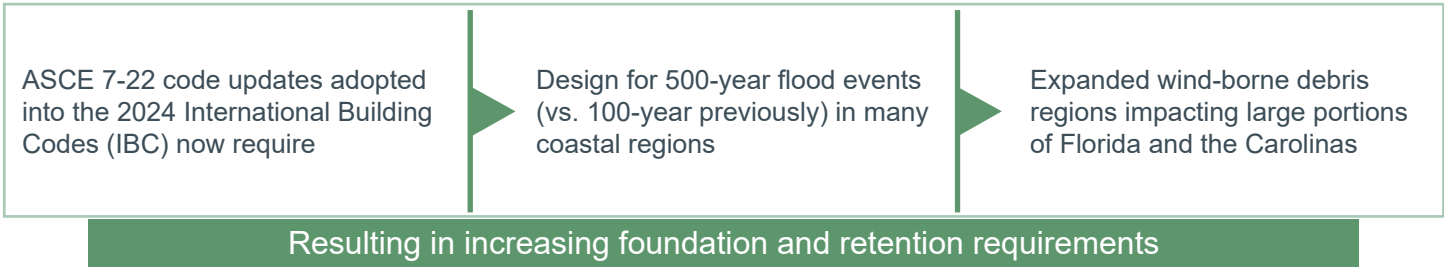 ASCE 7-22 code updates adopted
into the 2024 International Building
Codes (IBC) now require
Design for 500-year flood events
(vs. 100-year previously) in many
coastal regions
Expanded wind-borne debris
regions impacting large portions
of Florida and the Carolinas
Resulting in increasing foundation and retention requirements